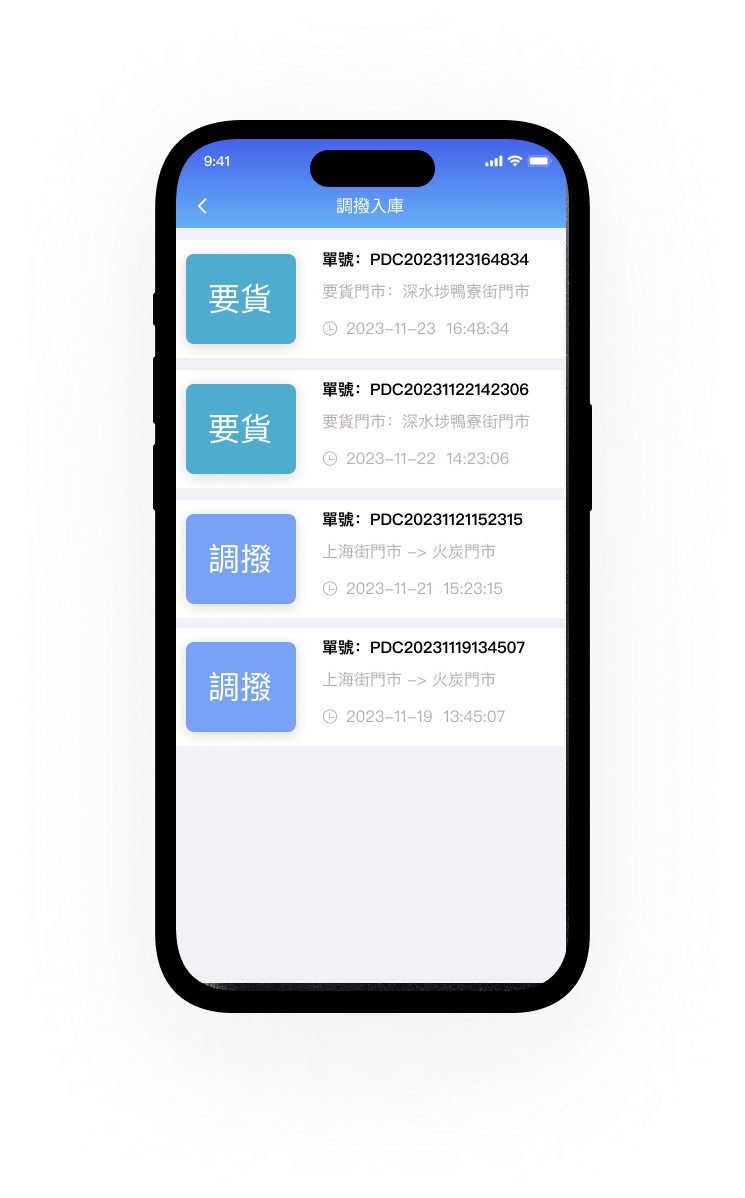 9:41
調撥入庫
要貨
單號：PDC20231123164834
要貨門市：深水埗鴨寮街門市
2023-11-23 16:48:34
要貨
單號：PDC20231122142306
要貨門市：深水埗鴨寮街門市
2023-11-22 14:23:06
調撥
單號：PDC20231121152315
上海街門市 -> 火炭門市
2023-11-21 15:23:15
調撥
單號：PDC20231119134507
上海街門市 -> 火炭門市
2023-11-19 13:45:07